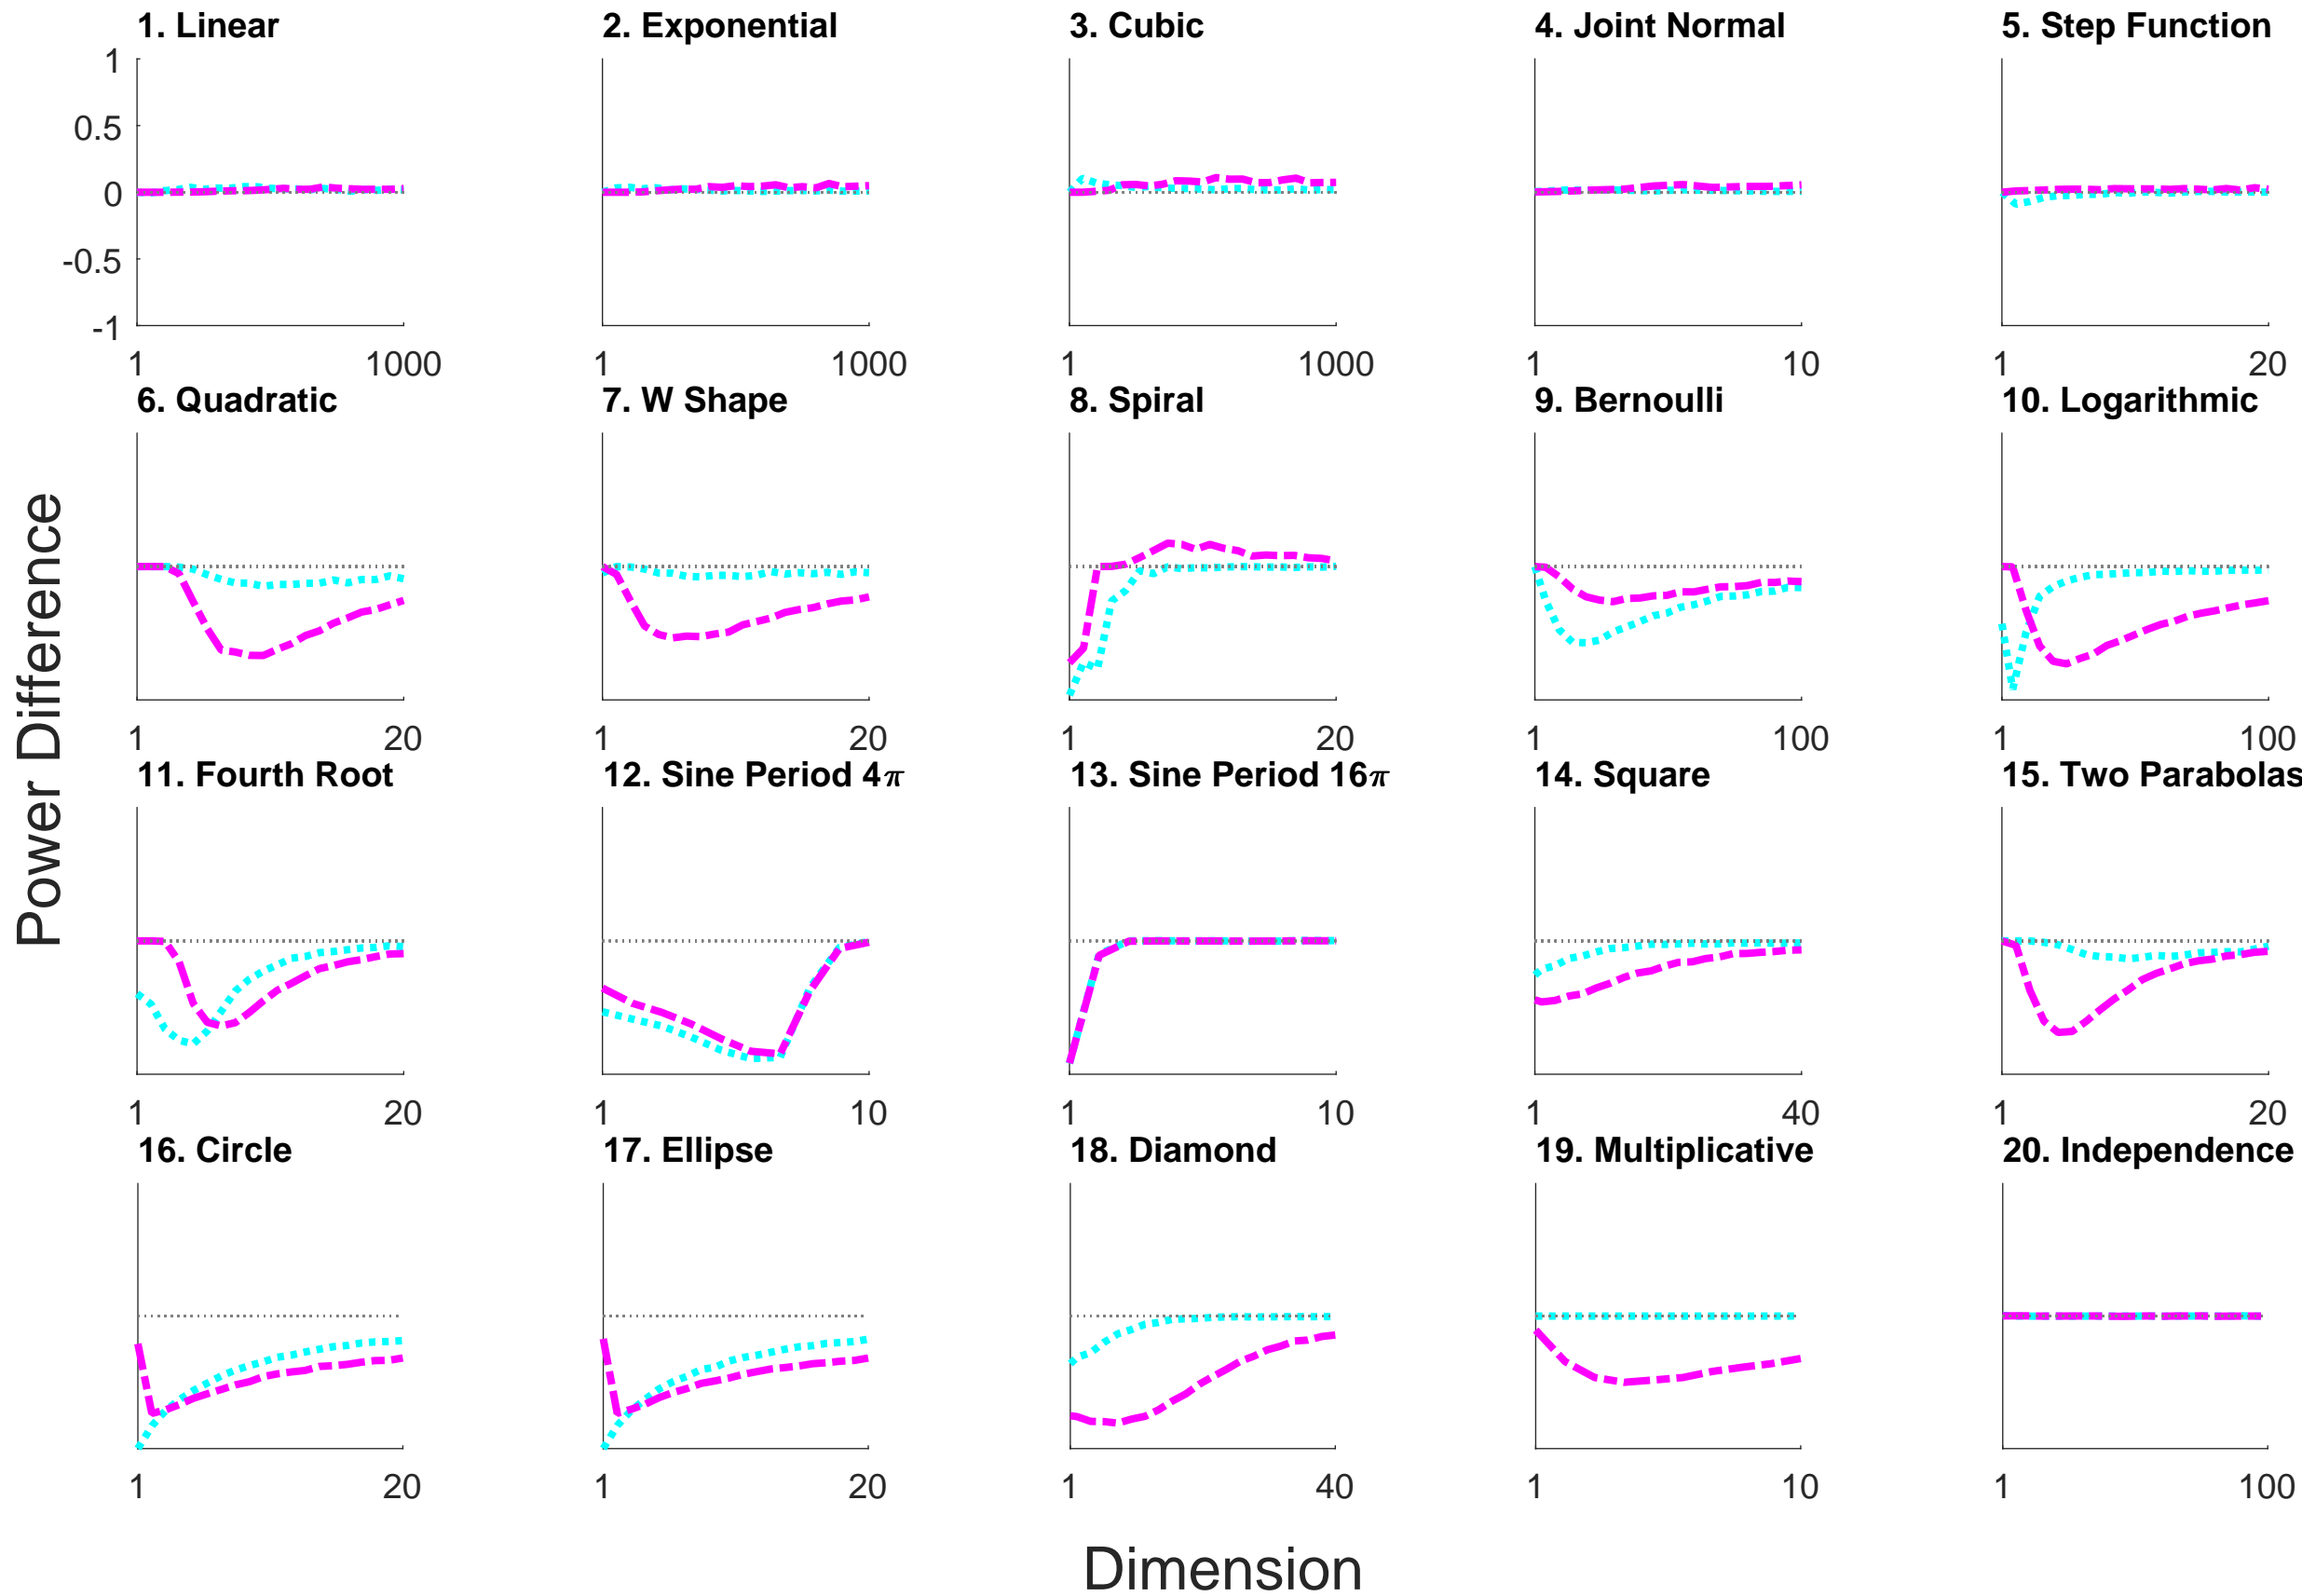 1. Linear
2. Exponential
3. Cubic
4. Joint Normal
5. Step Function
1
0.5
0
-0.5
-1
1 1000
1 1000
1 1000
1 10
1 20
6. Quadratic
7. W Shape
8. Spiral
9. Bernoulli
10. Logarithmic
1 20
1 20
1 20
1 100
1 100
Power Difference
11. Fourth Root
12. Sine Period 4π
13. Sine Period 16π
14. Square
15. Two Parabolas
1 20
1 10
1 10
1 40
1 20
16. Circle
17. Ellipse
18. Diamond
19. Multiplicative
20. Independence
1 20
1 20
1 40
1 10
1 100
Dimension